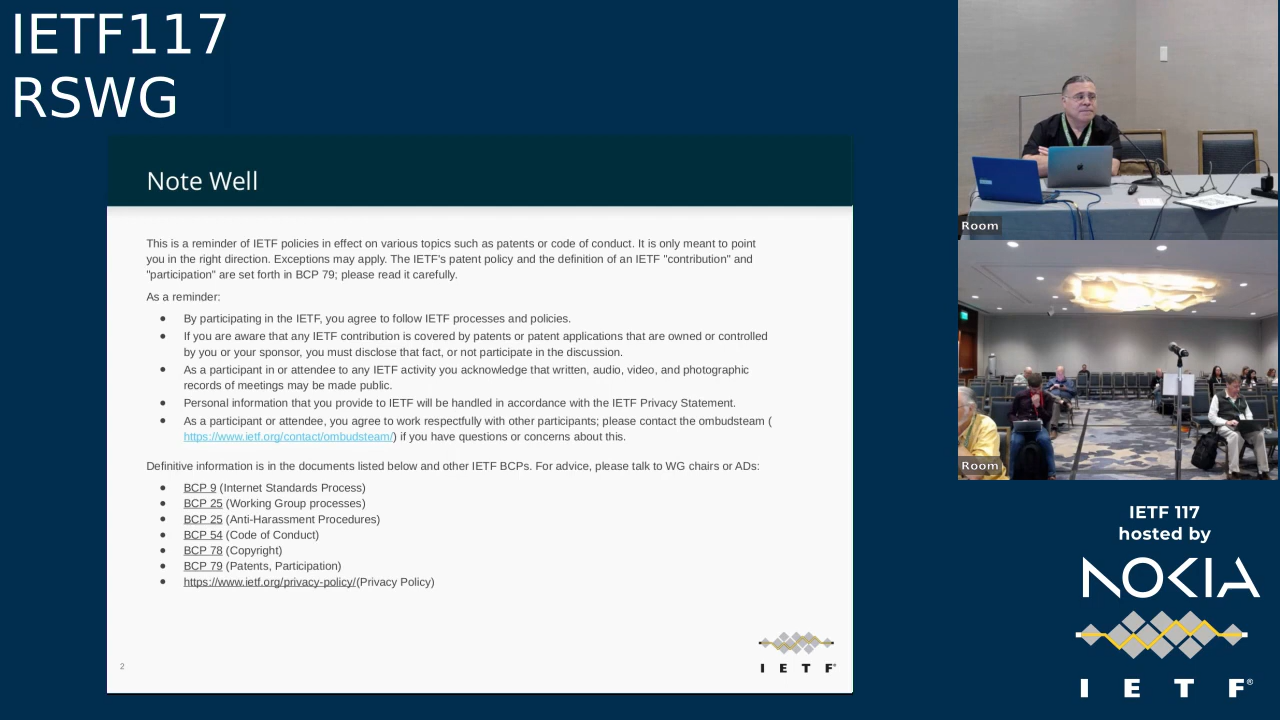 IETF117
RSWG
Note Well
This is a reminder of IETF policies in effect on various topics such as patents or code of conduct. It is only meant to point
you in the right direction. Exceptions may apply. The IETF's patent policy and the definition of an IETF "contribution" and
"participation" are set forth in BCP 79; please read it carefully.
As a reminder:
● By participating in the IETF, you agree to follow IETF processes and policies.
● If you are aware that any IETF contribution is covered by patents or patent applications that are owned or controlled
by you or your sponsor, you must disclose that fact, or not participate in the discussion.
● As a participant in or attendee to any IETF activity you acknowledge that written, audio, video, and photographic
records of meetings may be made public.
● Personal information that you provide to IETF will be handled in accordance with the IETF Privacy Statement.
● As a participant or attendee, you agree to work respectfully with other participants; please contact the ombudsteam (
https://www.ietf.org/contact/ombudsteam/) if you have questions or concerns about this.
Definitive information is in the documents listed below and other IETF BCPs. For advice, please talk to WG chairs or ADs:
● BCP 9 (Internet Standards Process)
● BCP 25 (Working Group processes)
● BCP 25 (Anti-Harassment Procedures)
● BCP 54 (Code of Conduct)
● BCP 78 (Copyright)
● BCP 79 (Patents, Participation)
● https://www.ietf.org/privacy-policy/(Privacy Policy)
2
I E T F®
Room
Room
IETF 117
hosted by
NOKIA
I E T F®